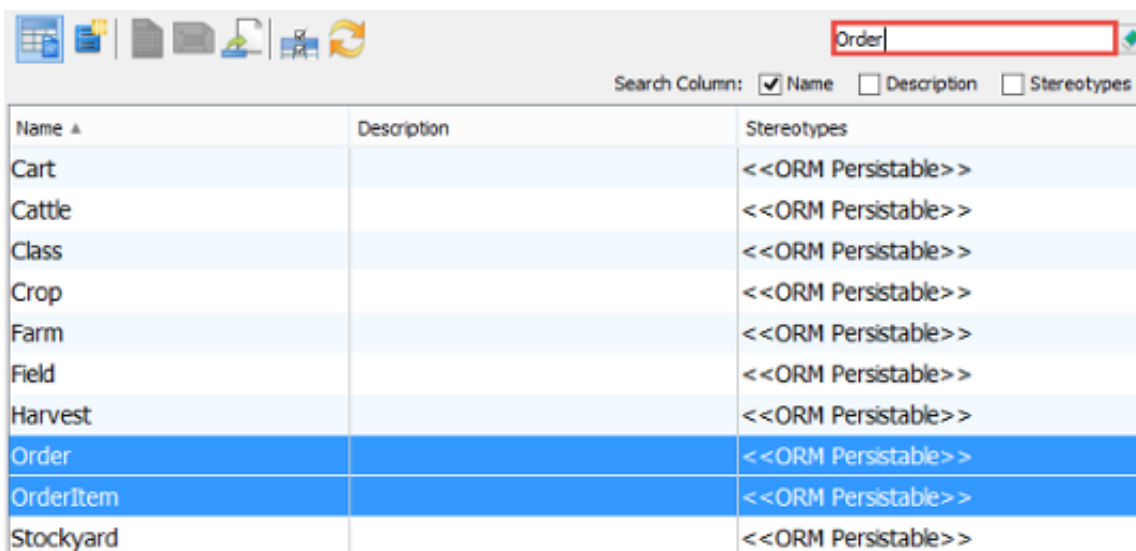 Order
Search Column: Name Description Stereotypes
Name Description Stereotypes
Cart <<ORM Persistable>>
Cattle <<ORM Persistable>>
Class <<ORM Persistable>>
Crop <<ORM Persistable>>
Farm <<ORM Persistable>>
Field <<ORM Persistable>>
Harvest <<ORM Persistable>>
Order <<ORM Persistable>>
OrderItem <<ORM Persistable>>
Stockyard <<ORM Persistable>>